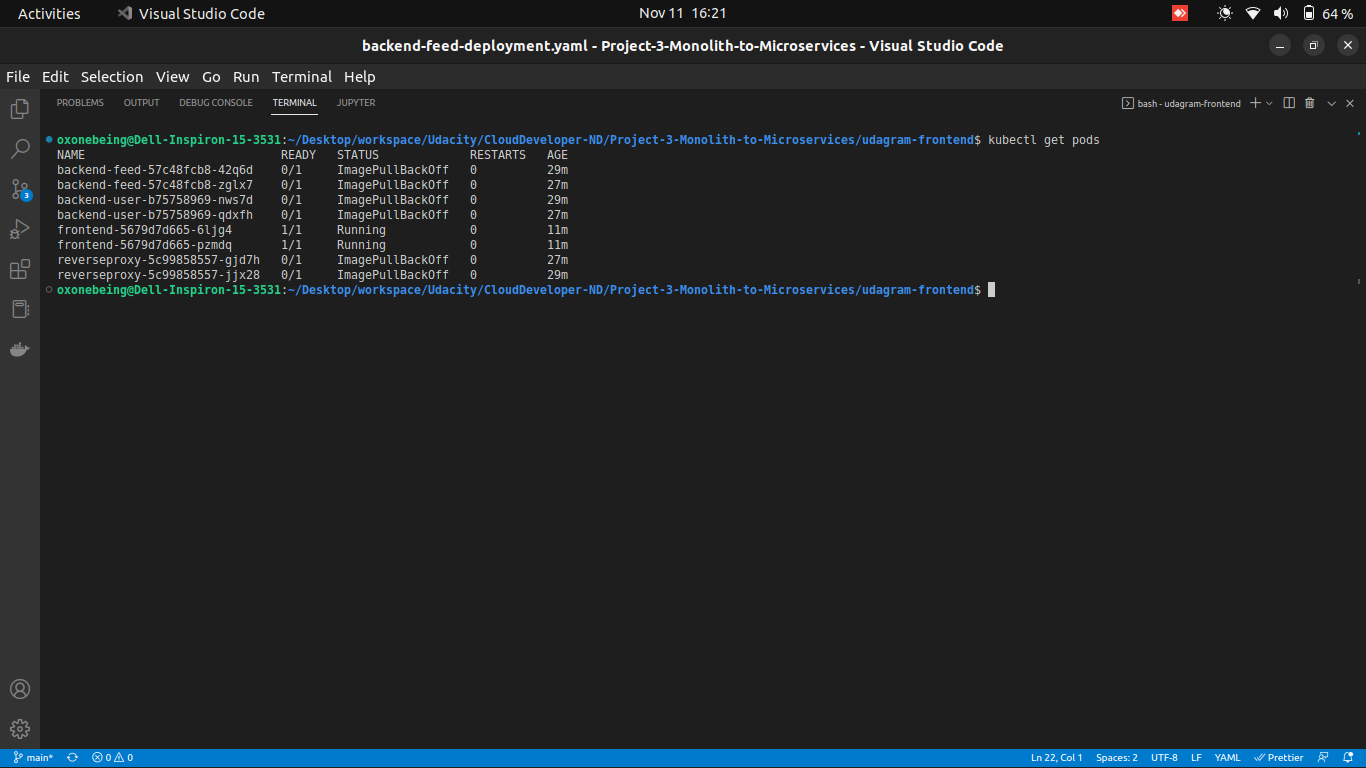 Activities Visual Studio Code Nov 11 16:21 64 %
backend-feed-deployment.yaml - Project-3-Monolith-to-Microservices - Visual Studio Code
File Edit Selection View Go Run Terminal Help
PROBLEMS OUTPUT DEBUG CONSOLE TERMINAL JUPYTER bash - udagram-frontend
oxonebeing@Dell-Inspiron-15-3531:~/Desktop/workspace/Udacity/CloudDeveloper-ND/Project-3-Monolith-to-Microservices/udagram-frontend$ kubectl get pods
NAME READY STATUS RESTARTS AGE
backend-feed-57c48fcb8-42q6d 0/1 ImagePullBackOff 0 29m
backend-feed-57c48fcb8-zglx7 0/1 ImagePullBackOff 0 27m
backend-user-b75758969-nws7d 0/1 ImagePullBackOff 0 29m
backend-user-b75758969-qdxfh 0/1 ImagePullBackOff 0 27m
frontend-5679d7d665-6ljg4 1/1 Running 0 11m
frontend-5679d7d665-pzmdq 1/1 Running 0 11m
reverseproxy-5c99858557-gjd7h 0/1 ImagePullBackOff 0 27m
reverseproxy-5c99858557-jjx28 0/1 ImagePullBackOff 0 29m
oxonebeing@Dell-Inspiron-15-3531:~/Desktop/workspace/Udacity/CloudDeveloper-ND/Project-3-Monolith-to-Microservices/udagram-frontend$
3
main* 0 0 Ln 22, Col 1 Spaces: 2 UTF-8 LF YAML Prettier